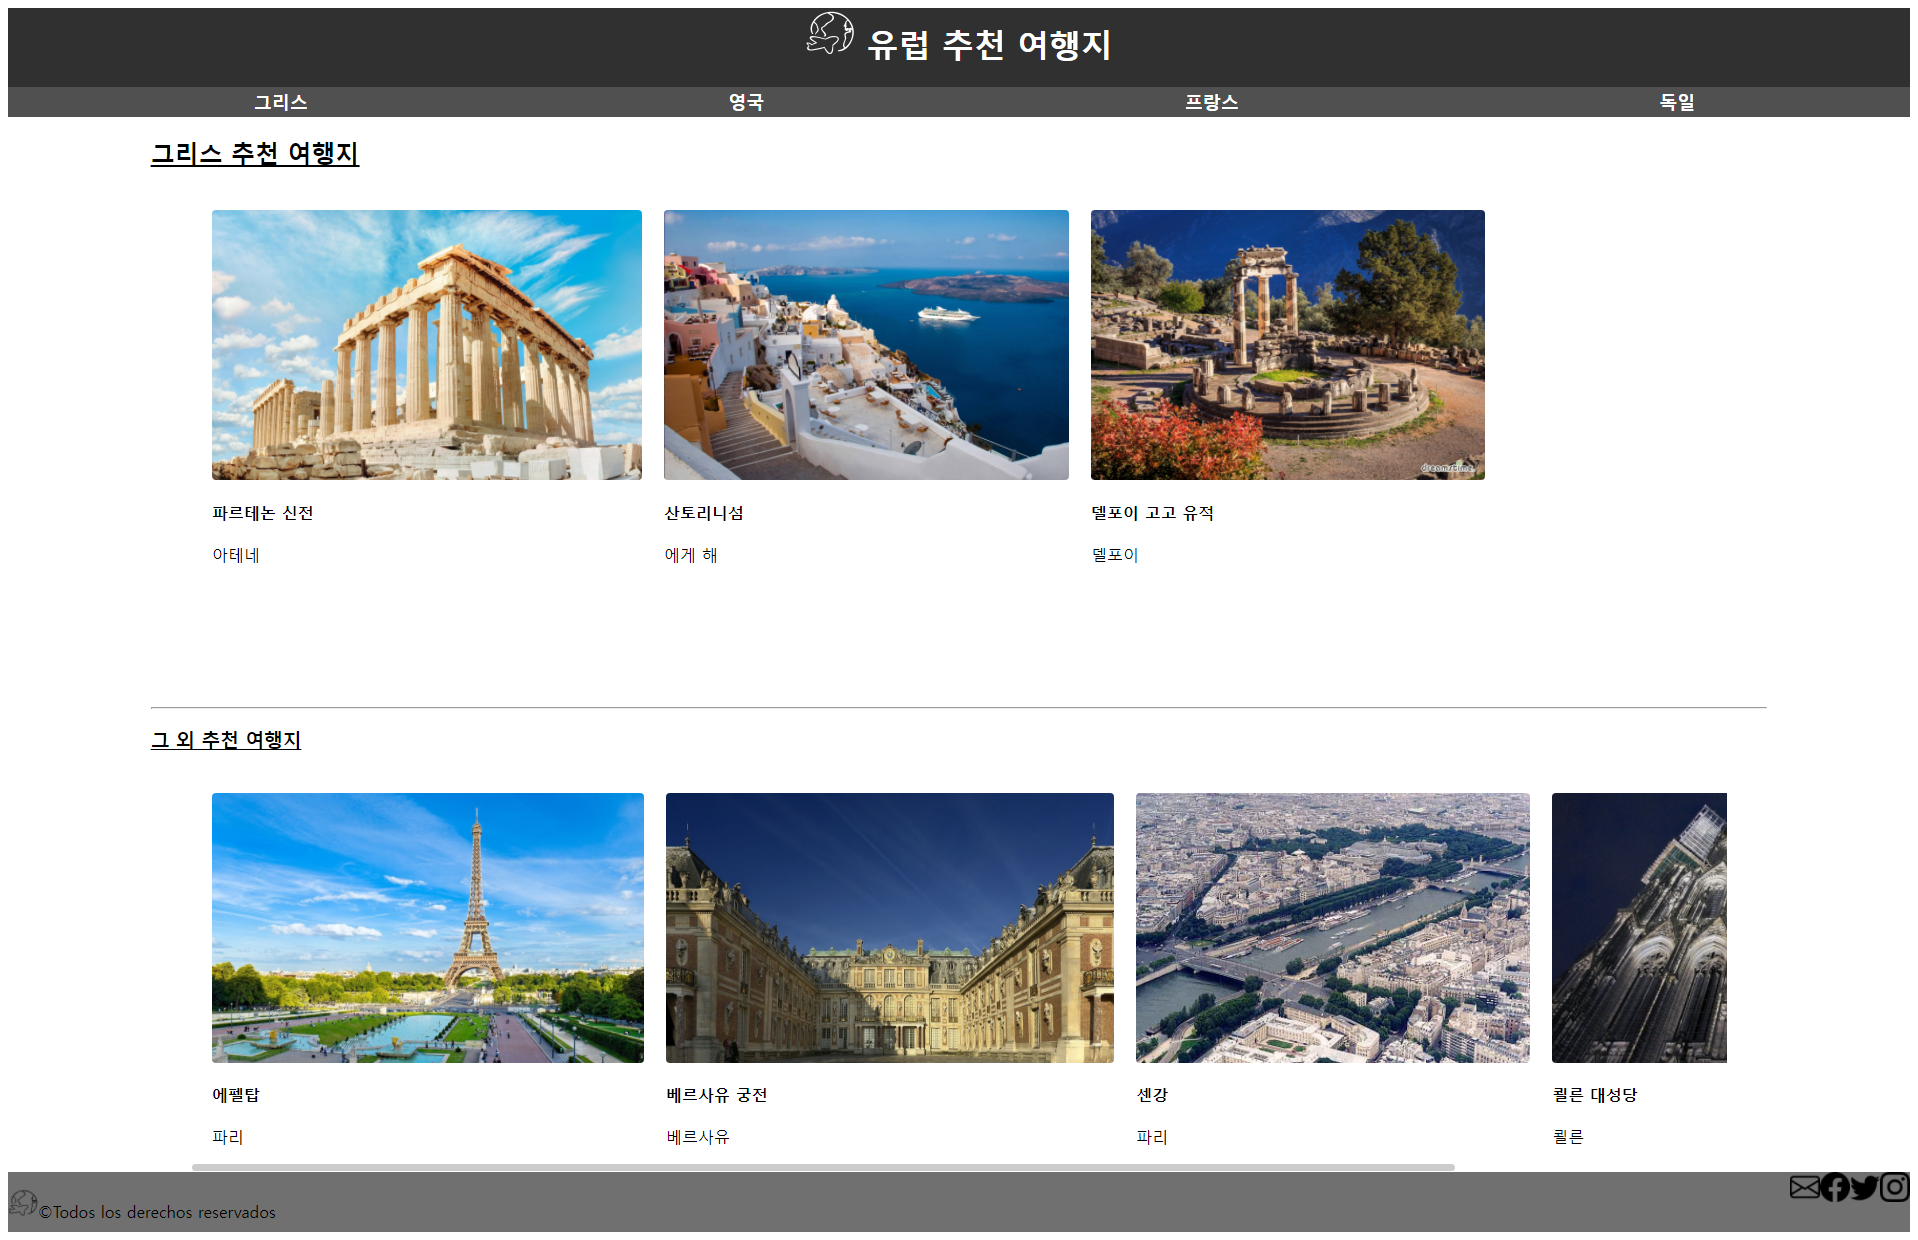 유럽 추천 여행지
그리스 영국 프랑스 독일
그리스 추천 여행지
dreamstime
파르테논 신전 산토리니섬 델포이 고고 유적
아테네 에게 해 델포이
그 외 추천 여행지
에펠탑 베르사유 궁전 센강 쾰른 대성당
파리 베르사유 파리 쾰른
©Todos los derechos reservados